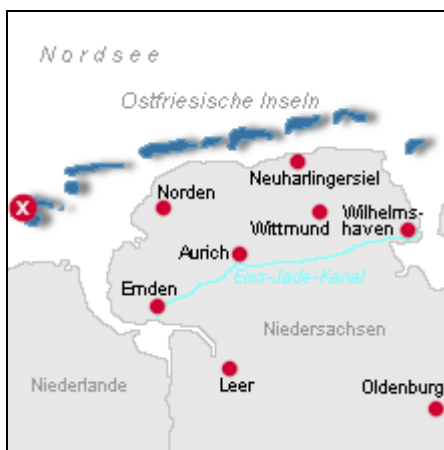 Nordsee
Ostfriesische Inseln
X
Neuharlingersiel
Norden
Wittmund
Wilhelms-
haven
Aurich
Ems-Jade-Kanal
Emden
Niedersachsen
Niederlande
Leer
Oldenburg